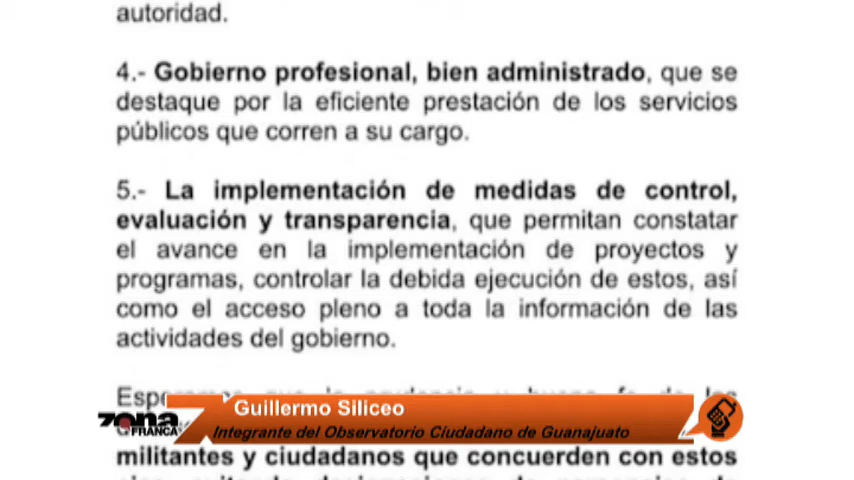 autoridad.
4.- Gobierno profesional, bien administrado, que se
destaque por la eficiente prestación de los servicios
públicos que corren a su cargo.
5.- La implementación de medidas de control,
evaluación y transparencia, que permitan constatar
el avance en la implementación de proyectos y
programas, controlar la debida ejecución de estos, así
como el acceso pleno a toda la información de las
actividades del gobierno.
Guillermo Siliceo
zona
FRANCA
Integrante del Observatorio Ciudadano de Guanajuato
militantes y ciudadanos que concuerden con estos